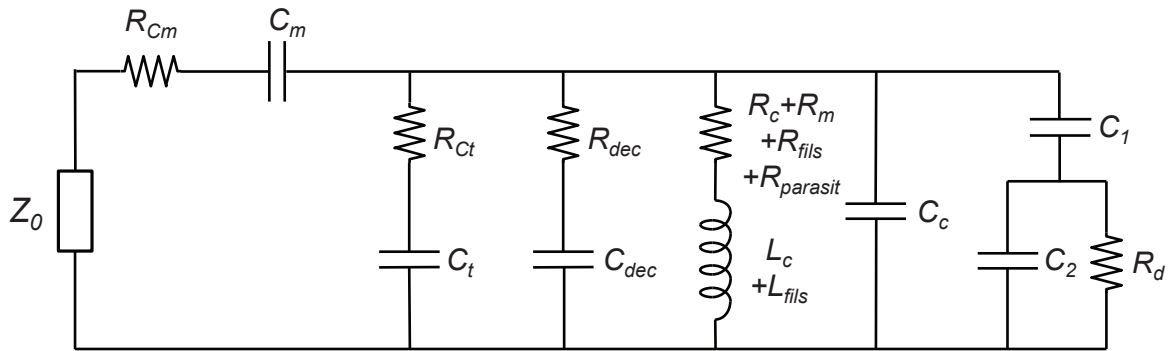 R_Cm
C_m
Z_0
R_Ct
C_t
R_dec
C_dec
R_c+R_m
+R_fils
+R_parasit
L_c
+L_fils
C_c
C_1
C_2
R_d